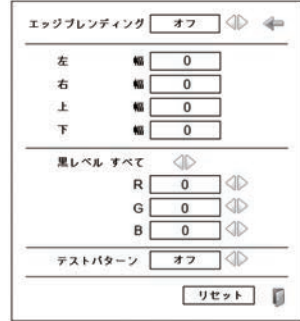 エッジブレンディング オフ
左 幅 0
右 幅 0
上 幅 0
下 幅 0
黒レベル すべて
R 0
G 0
B 0
テストパターン オフ
リセット